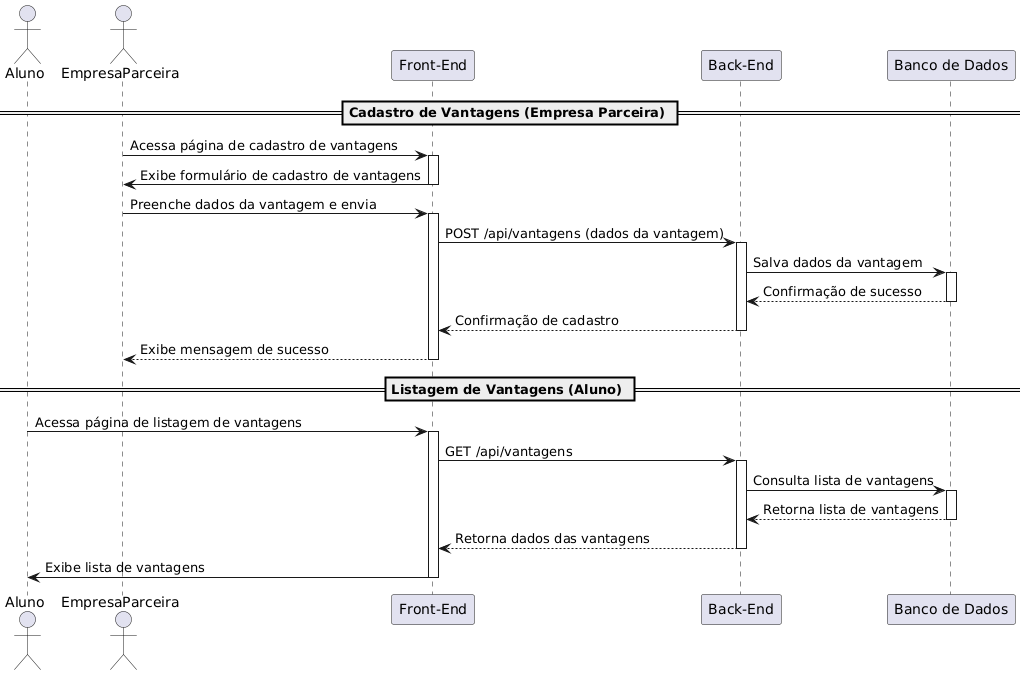 Aluno
EmpresaParceira
Front-End
Back-End
Banco de Dados
Cadastro de Vantagens (Empresa Parceira)
Acessa página de cadastro de vantagens
Exibe formulário de cadastro de vantagens
Preenche dados da vantagem e envia
POST /api/vantagens (dados da vantagem)
Salva dados da vantagem
Confirmação de sucesso
Confirmação de cadastro
Exibe mensagem de sucesso
Listagem de Vantagens (Aluno)
Acessa página de listagem de vantagens
GET /api/vantagens
Consulta lista de vantagens
Retorna lista de vantagens
Retorna dados das vantagens
Exibe lista de vantagens
Aluno
EmpresaParceira
Front-End
Back-End
Banco de Dados